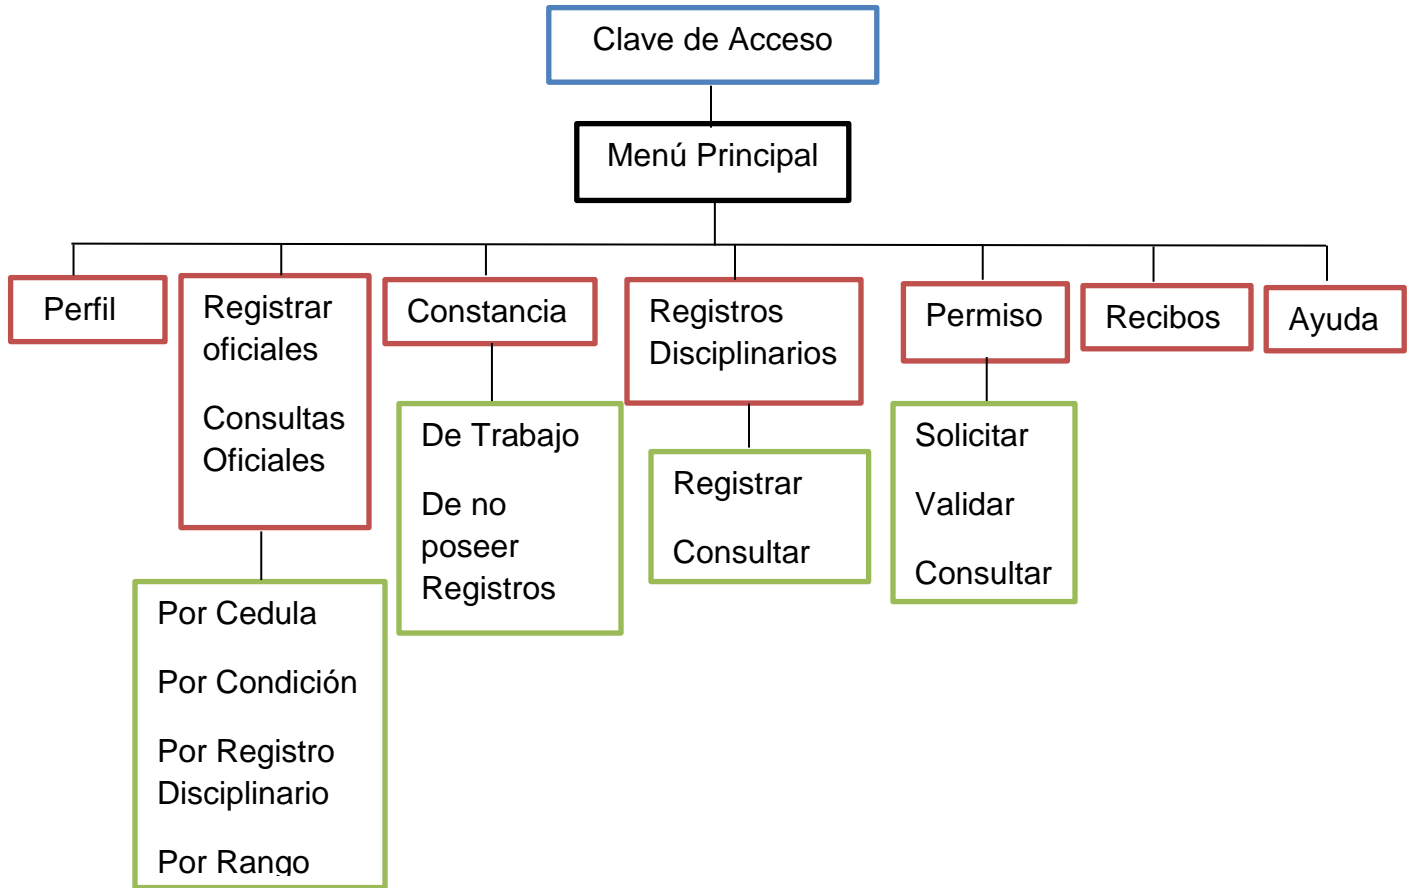 Clave de Acceso
Menú Principal
Perfil
Registrar
oficiales
Consultas
Oficiales
Constancia
Registros
Disciplinarios
Permiso
Recibos
Ayuda
Por Cedula
Por Condición
Por Registro
Disciplinario
Por Rango
De Trabajo
De no
poseer
Registros
Registrar
Consultar
Solicitar
Validar
Consultar